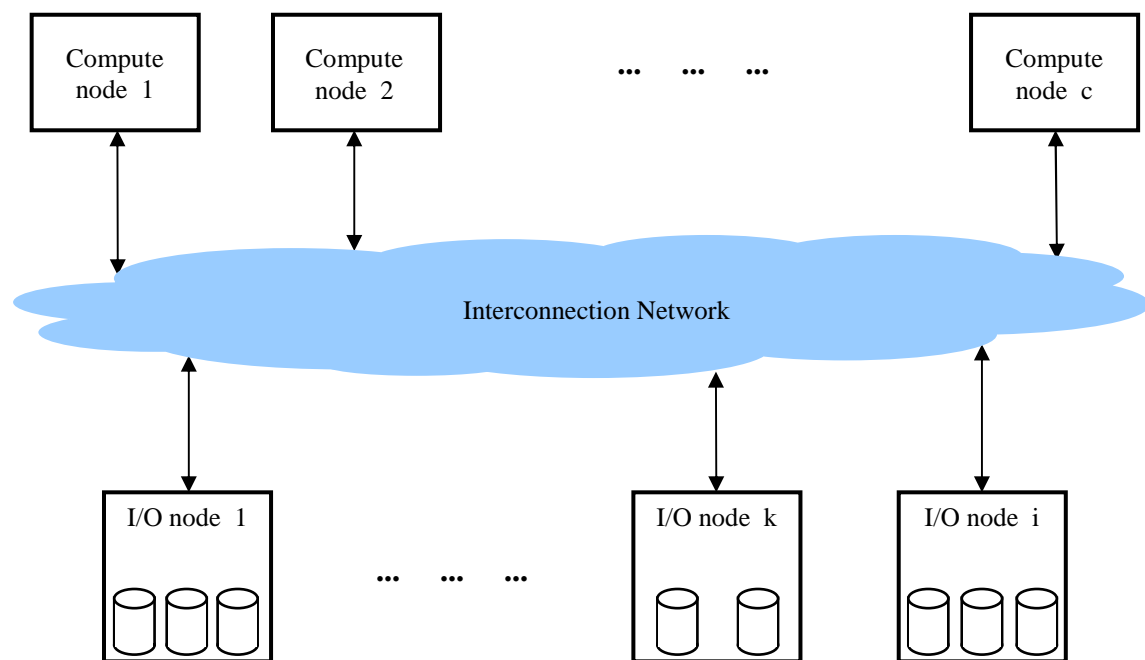 Compute
node 1
Compute
node 2
... ... ...
Compute
node c
Interconnection Network
I/O node 1
... ... ...
I/O node k
I/O node i